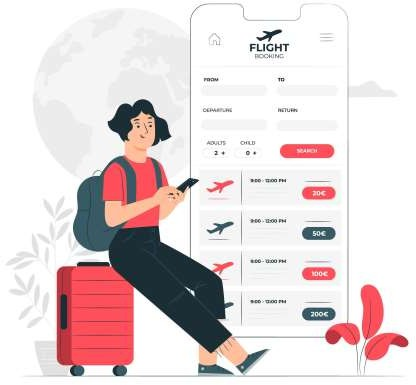 FLIGHT
BOOKING
FROM TO
DEPARTURE RETURN
ADULTS CHILD
2 + 0 + SEARCH
9:00 - 12:00 PM
20€
9:00 - 12:00 PM
50€
9:00 - 12:00 PM
100€
9:00 - 12:00 PM
200€